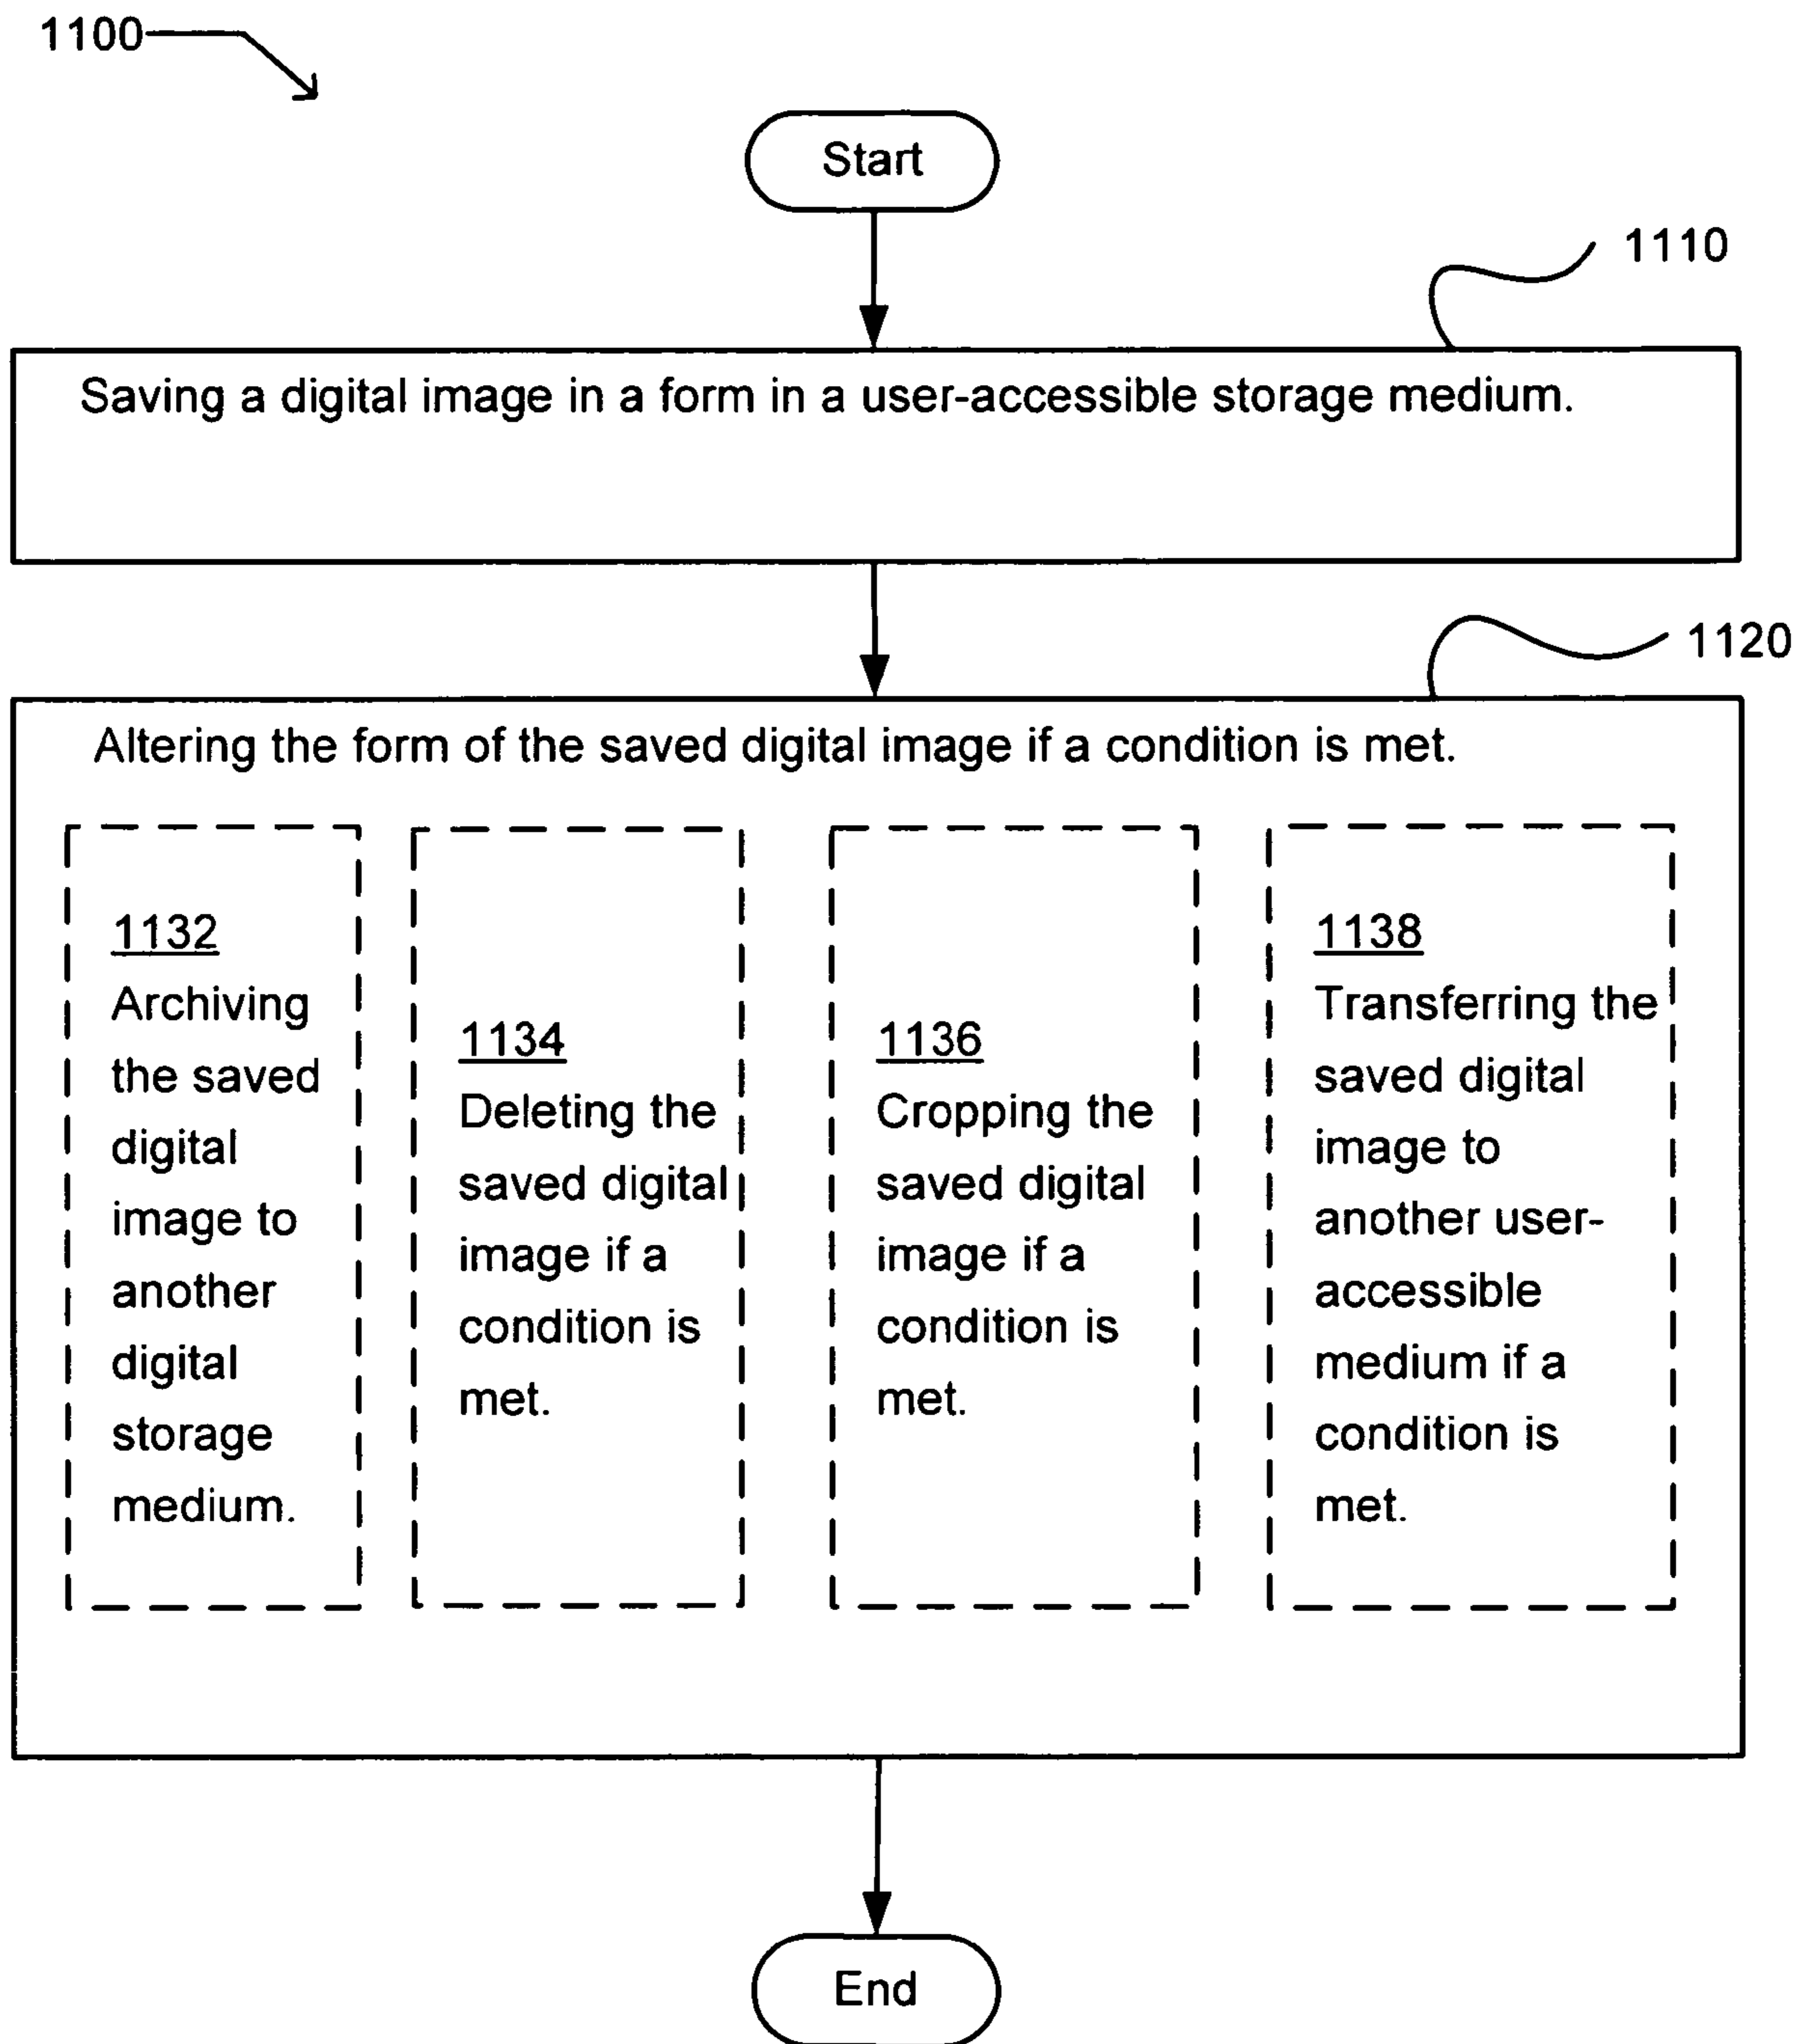 1100
Start
1110
Saving a digital image in a form in a user-accessible storage medium.
1120
Altering the form of the saved digital image if a condition is met.
1132
Archiving
the saved
digital
image to
another
digital
storage
medium.
1134
Deleting the
saved digital
image if a
condition is
met.
1136
Cropping the
saved digital
image if a
condition is
met.
1138
Transferring the
saved digital
image to
another user-
accessible
medium if a
condition is
met.
End